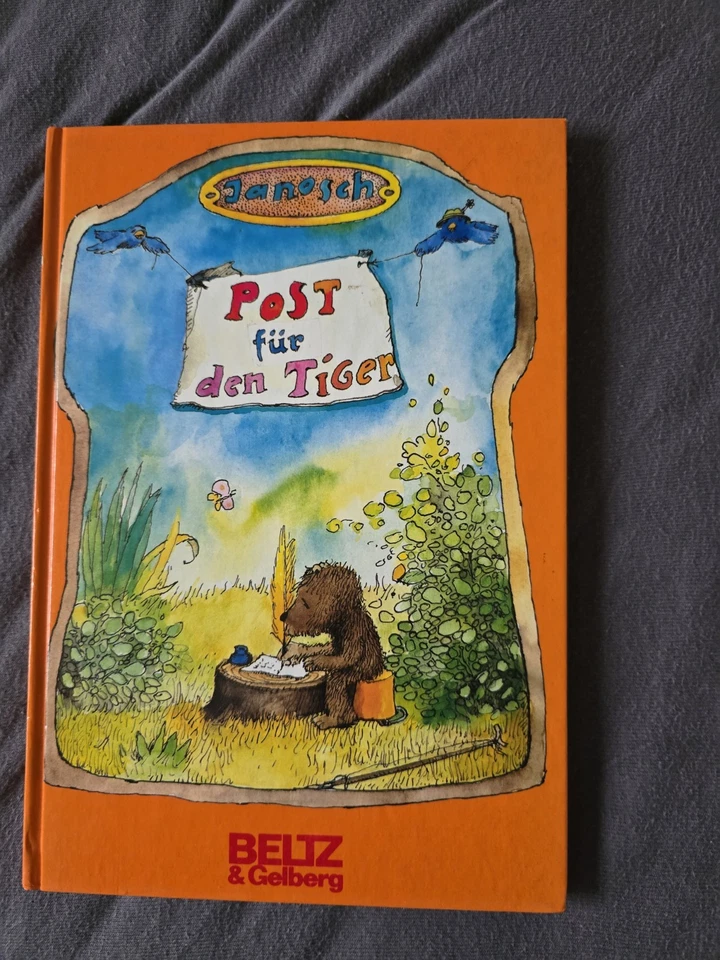 Janosch
POST
für
den TiGer
BELTZ
& Gelberg